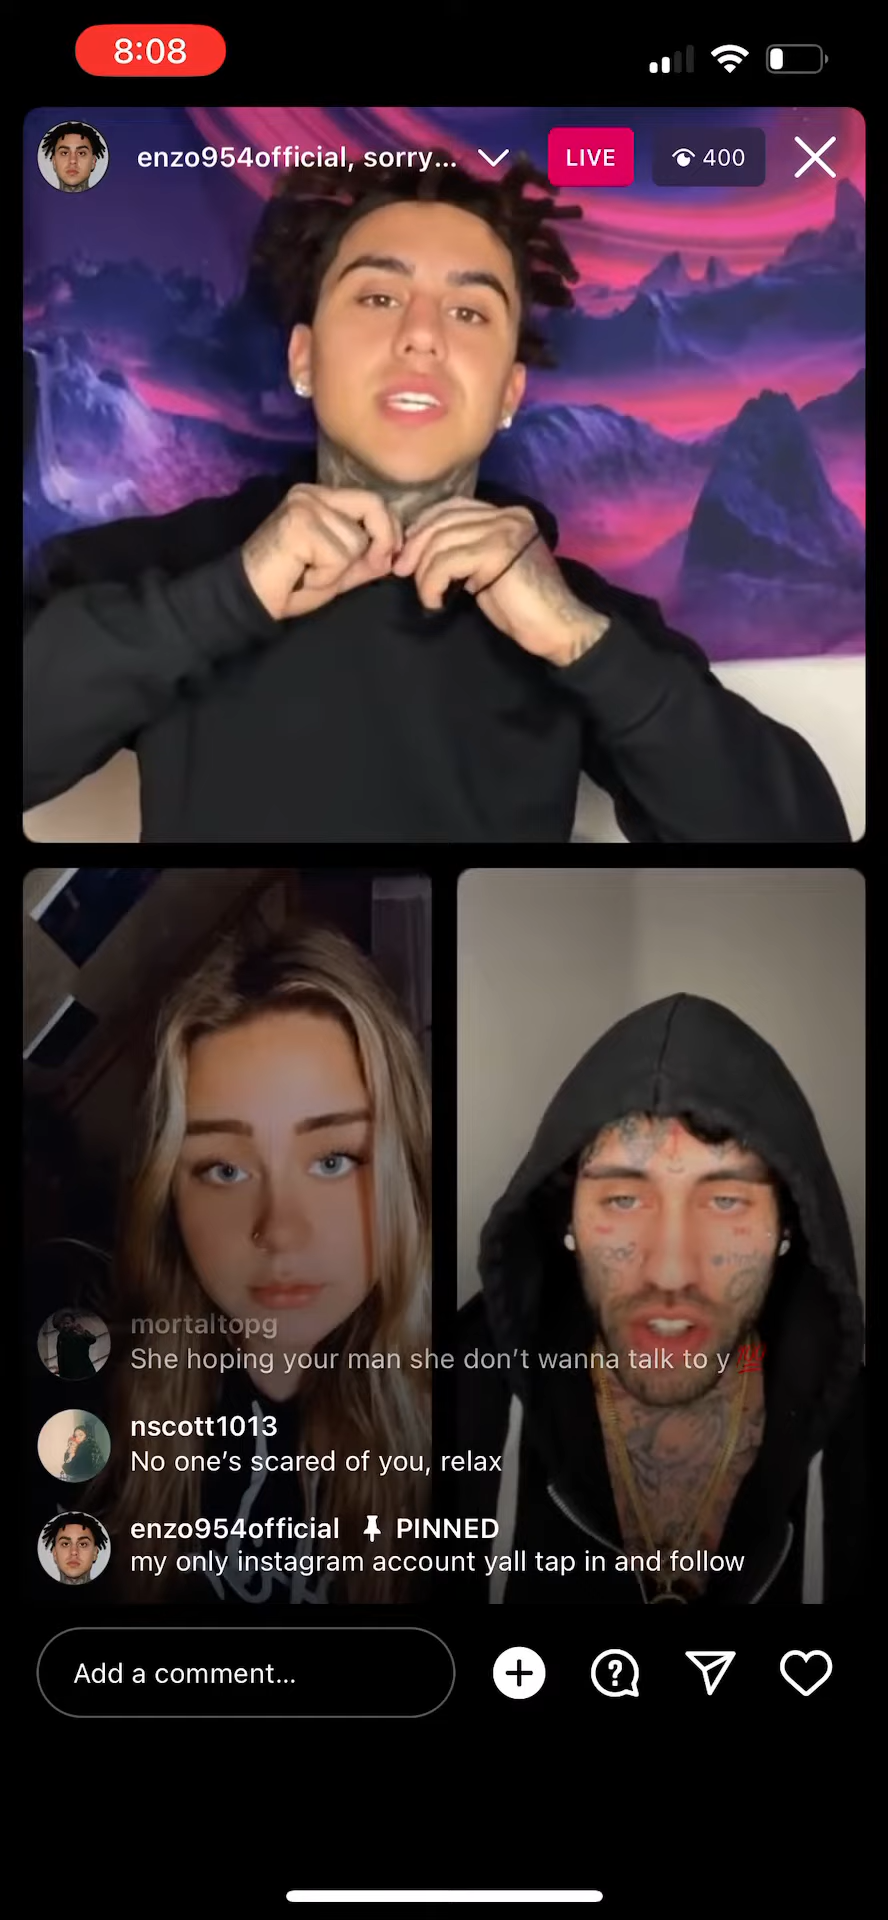 8:08
enzo954official, sorry...
LIVE
400
mortaltopg
She hoping your man she don't wanna talk to y 💯
nscott1013
No one's scared of you, relax
enzo954official PINNED
my only instagram account yall tap in and follow
Add a comment...